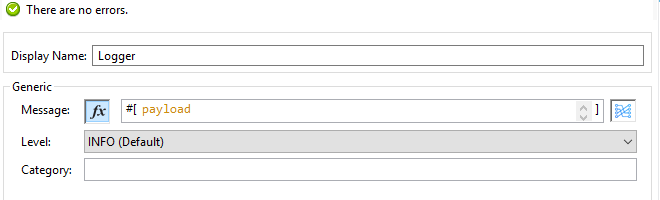 There are no errors.
Display Name: Logger
Generic
Message: fx #[ payload ]
Level: INFO (Default)
Category: